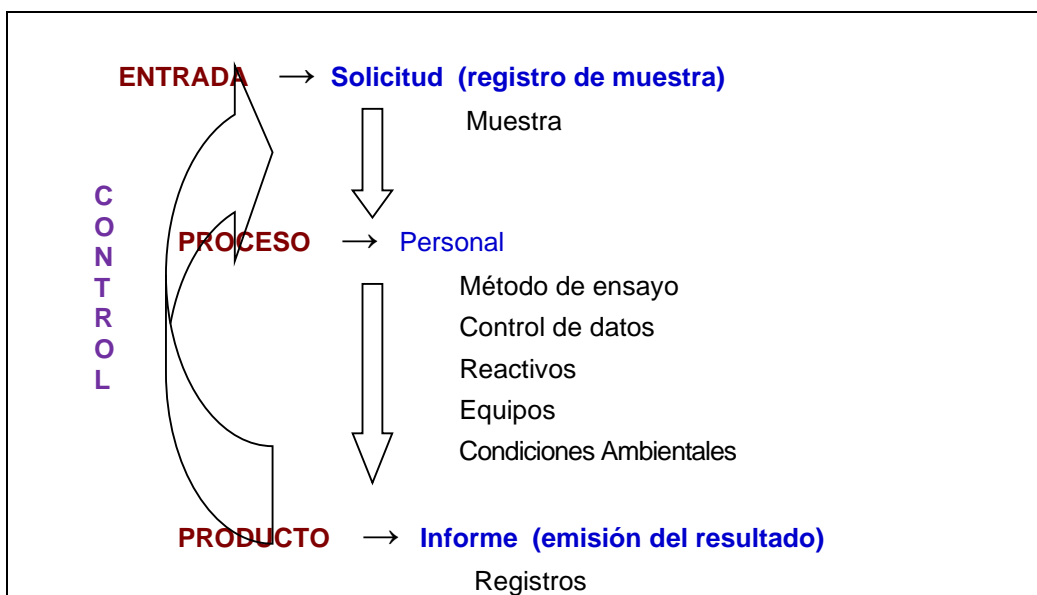 ENTRADA → Solicitud (registro de muestra)
Muestra
CONTROL
PROCESO → Personal
Método de ensayo
Control de datos
Reactivos
Equipos
Condiciones Ambientales
PRODUCTO → Informe (emisión del resultado)
Registros